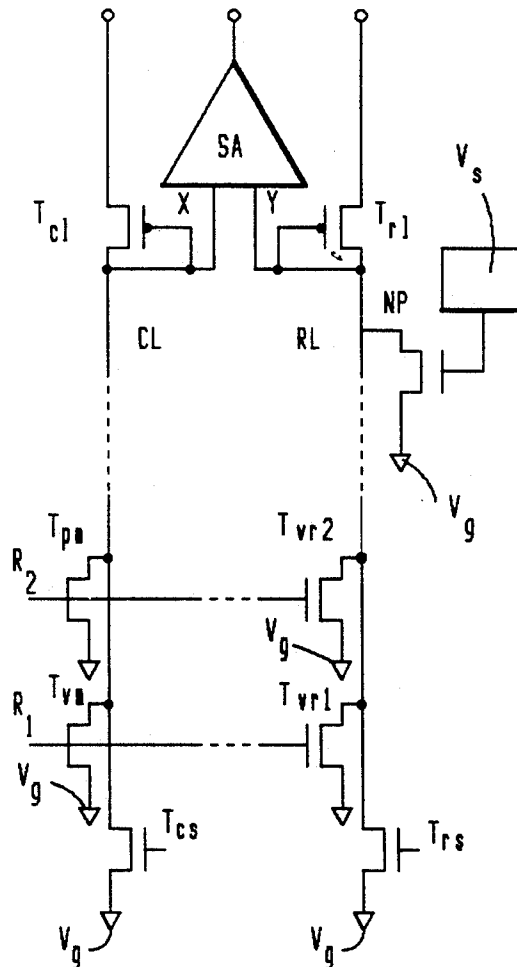 SA
V_s
X Y
T_cl T_rl
NP
CL RL
V_g
T_pm T_vr2
R_2
V_g
T_vm T_vr1
R_1
V_g
T_cs T_rs
V_g V_g